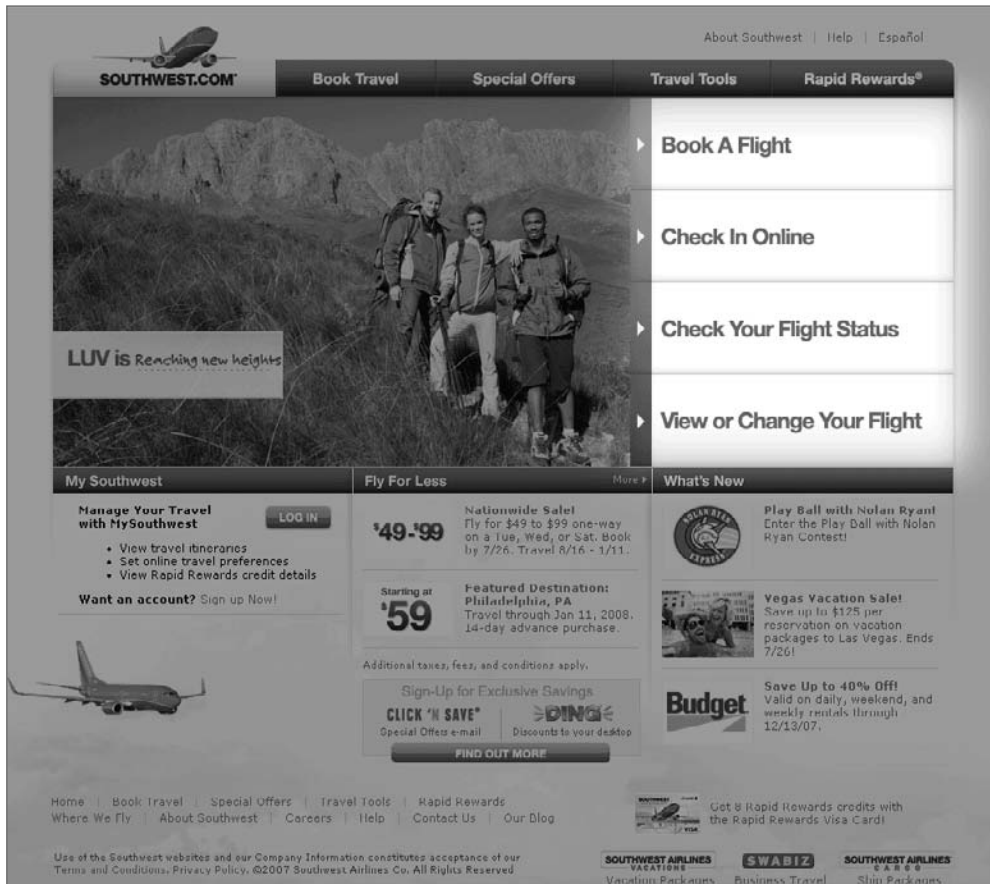 About Southwest | Help | Español
SOUTHWEST.COM®
Book Travel
Special Offers
Travel Tools
Rapid Rewards®
Book A Flight
Check In Online
Check Your Flight Status
View or Change Your Flight
LUV is Reaching new heights
My Southwest
Manage Your Travel
with MySouthwest
LOG IN
• View travel itineraries
• Set online travel preferences
• View Rapid Rewards credit details
Want an account? Sign up Now!
Fly For Less
More
$49-$99
Nationwide Sale!
Fly for $49 to $99 one-way
on a Tue, Wed, or Sat. Book
by 7/26. Travel 8/16 - 1/11.
Starting at
$59
Featured Destination:
Philadelphia, PA
Travel through Jan 11, 2008.
14-day advance purchase.
Additional taxes, fees, and conditions apply.
Sign-Up for Exclusive Savings
CLICK 'N SAVE®
Special Offers e-mail
DING
Discounts to your desktop
FIND OUT MORE
What's New
NOLAN RYAN
EXPRESS
Play Ball with Nolan Ryan!
Enter the Play Ball with Nolan
Ryan Contest!
Vegas Vacation Sale!
Save up to $125 per
reservation on vacation
packages to Las Vegas. Ends
7/26!
Budget
Save Up to 40% Off!
Valid on daily, weekend, and
weekly rentals through
12/13/07.
Home | Book Travel | Special Offers | Travel Tools | Rapid Rewards
Where We Fly | About Southwest | Careers | Help | Contact Us | Our Blog
SOUTHWEST
VISA
Get 8 Rapid Rewards credits with
the Rapid Rewards Visa Card!
Use of the Southwest websites and our Company Information constitutes acceptance of our
Terms and Conditions. Privacy Policy. ©2007 Southwest Airlines Co. All Rights Reserved
SOUTHWEST AIRLINES
VACATIONS
Vacation Packages
SWABIZ
Business Travel
SOUTHWEST AIRLINES
CARGO
Ship Packages